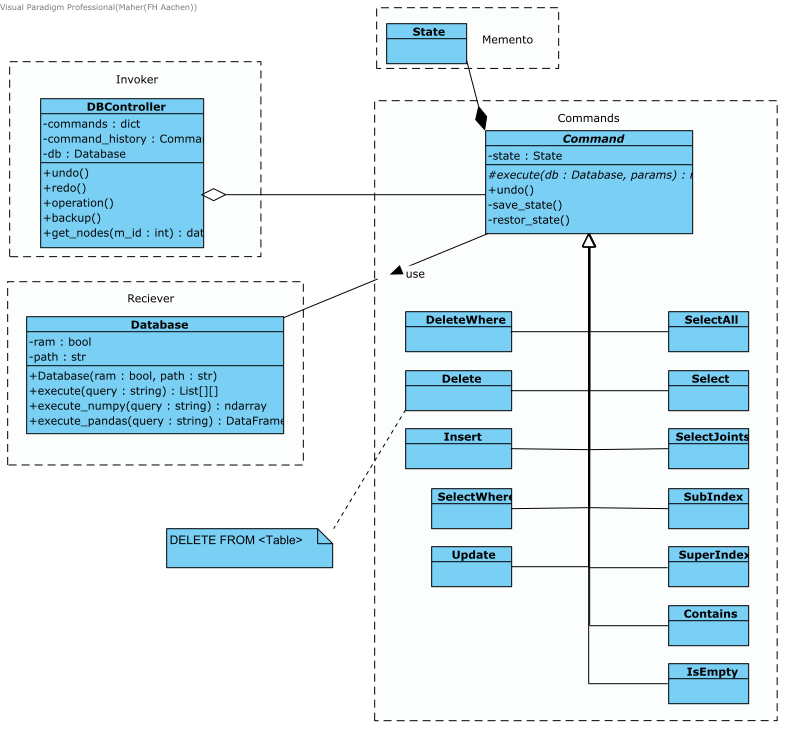 Visual Paradigm Professional(Maher(FH Aachen))
State
Memento
Invoker
DBController
-commands : dict
-command_history : Comma
-db : Database
+undo()
+redo()
+operation()
+backup()
+get_nodes(m_id : int) : dat
Commands
Command
-state : State
#execute(db : Database, params) :
+undo()
-save_state()
-restor_state()
use
Reciever
Database
-ram : bool
-path : str
+Database(ram : bool, path : str)
+execute(query : string) : List[][]
+execute_numpy(query : string) : ndarray
+execute_pandas(query : string) : DataFrame
DeleteWhere
SelectAll
Delete
Select
Insert
SelectJoints
SelectWhere
SubIndex
DELETE FROM <Table>
Update
SuperIndex
Contains
IsEmpty